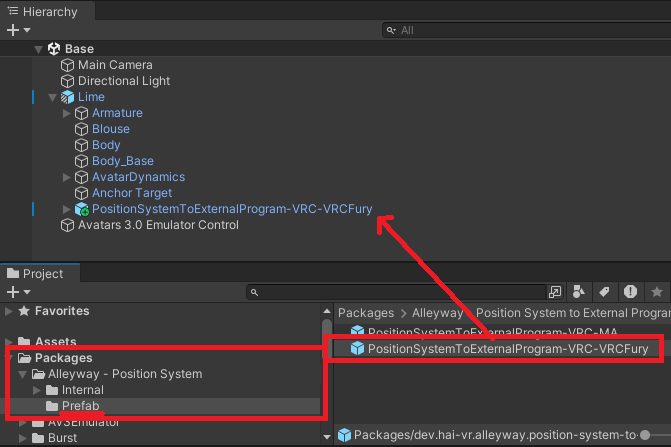 Hierarchy
All
Base
Main Camera
Directional Light
Lime
Armature
Blouse
Body
Body_Base
AvatarDynamics
Anchor Target
PositionSystemToExternalProgram-VRC-VRCFury
Avatars 3.0 Emulator Control
Project
Favorites
Assets
Packages
Alleyway - Position System
Internal
Prefab
AV3Emulator
Burst
Packages > Alleyway - Position System to External Program
PositionSystemToExternalProgram-VRC-MA
PositionSystemToExternalProgram-VRC-VRCFury
Packages/dev.hai-vr.alleyway.position-system-to-